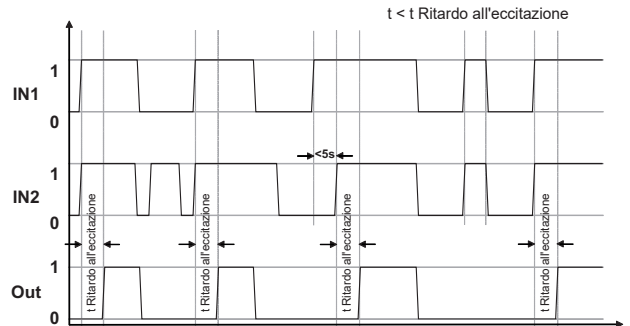 t < t Ritardo all'eccitazione
1
IN1
0
<5s
1
IN2
0
t Ritardo all'eccitazione
t Ritardo all'eccitazione
t Ritardo all'eccitazione
t Ritardo all'eccitazione
1
Out
0